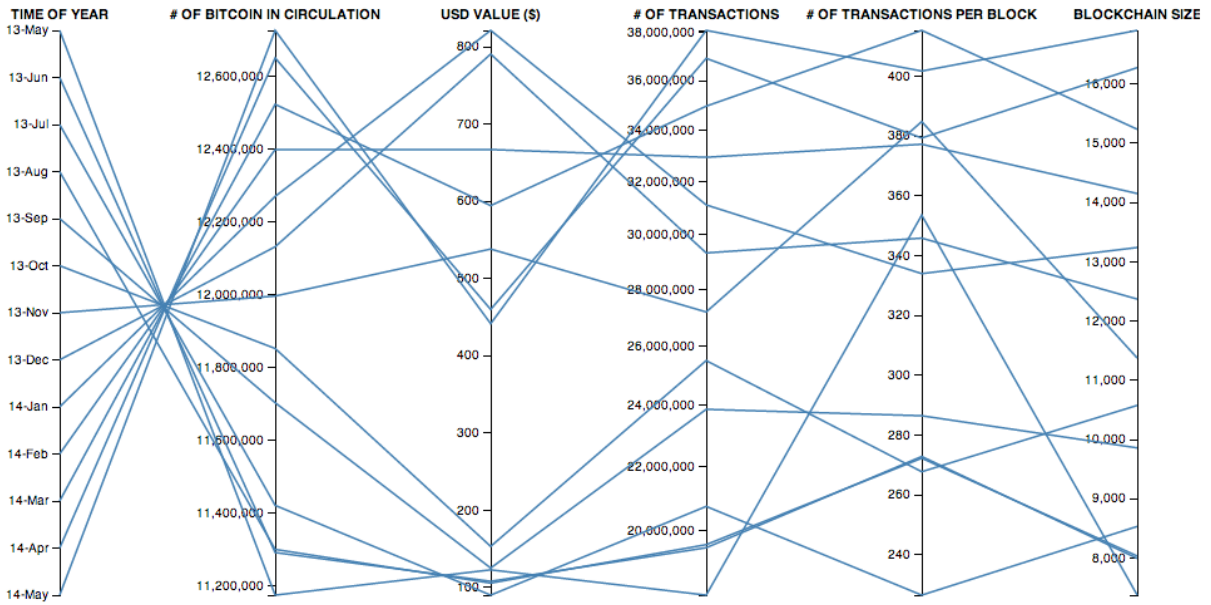 TIME OF YEAR
# OF BITCOIN IN CIRCULATION
USD VALUE ($)
# OF TRANSACTIONS
# OF TRANSACTIONS PER BLOCK
BLOCKCHAIN SIZE
13-May
13-Jun
13-Jul
13-Aug
13-Sep
13-Oct
13-Nov
13-Dec
14-Jan
14-Feb
14-Mar
14-Apr
14-May
12,600,000
12,400,000
12,200,000
12,000,000
11,800,000
11,600,000
11,400,000
11,200,000
800
700
600
500
400
300
200
100
38,000,000
36,000,000
34,000,000
32,000,000
30,000,000
28,000,000
26,000,000
24,000,000
22,000,000
20,000,000
400
380
360
340
320
300
280
260
240
16,000
15,000
14,000
13,000
12,000
11,000
10,000
9,000
8,000